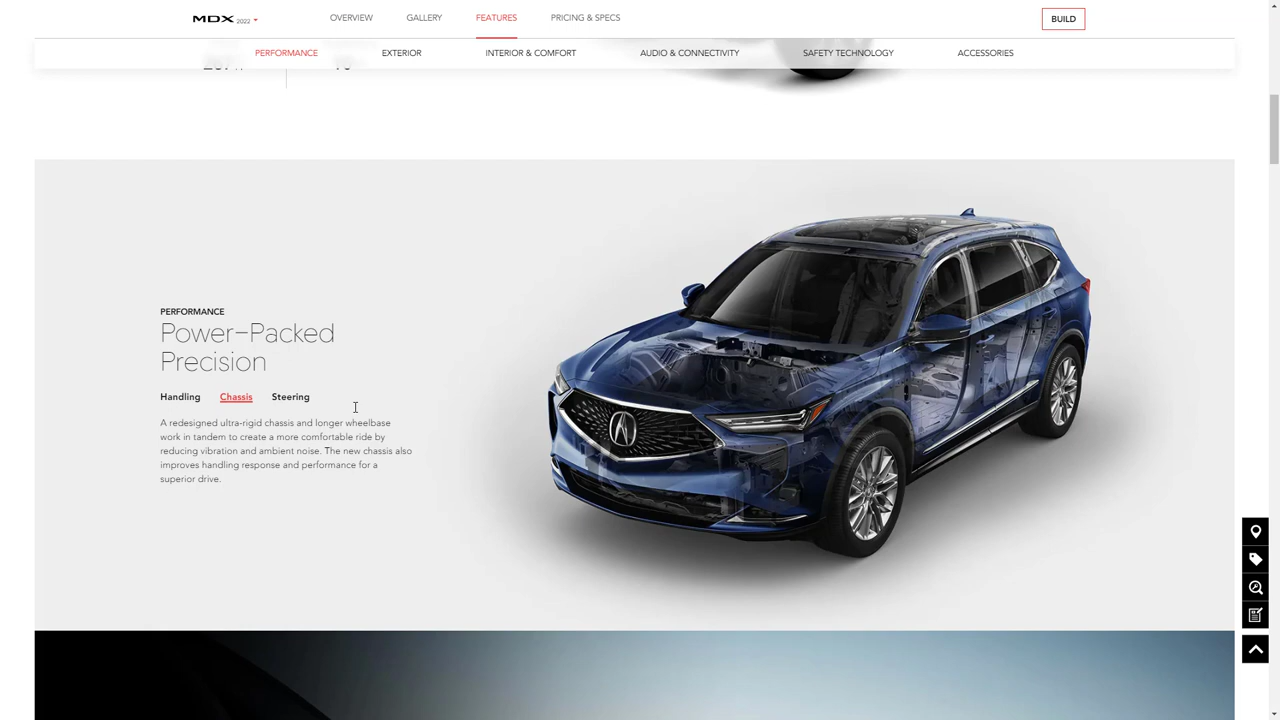 MDX 2022
OVERVIEW
GALLERY
FEATURES
PRICING & SPECS
BUILD
PERFORMANCE
EXTERIOR
INTERIOR & COMFORT
AUDIO & CONNECTIVITY
SAFETY TECHNOLOGY
ACCESSORIES
PERFORMANCE
Power-Packed
Precision
Handling
Chassis
Steering
A redesigned ultra-rigid chassis and longer wheelbase
work in tandem to create a more comfortable ride by
reducing vibration and ambient noise. The new chassis also
improves handling response and performance for a
superior drive.